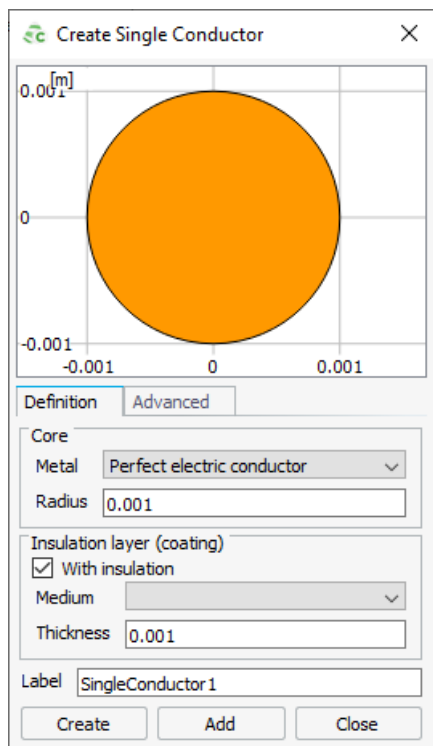 Create Single Conductor
[m]
0.001
0
-0.001
-0.001 0 0.001
Definition Advanced
Core
Metal Perfect electric conductor
Radius 0.001
Insulation layer (coating)
With insulation
Medium
Thickness 0.001
Label SingleConductor1
Create Add Close